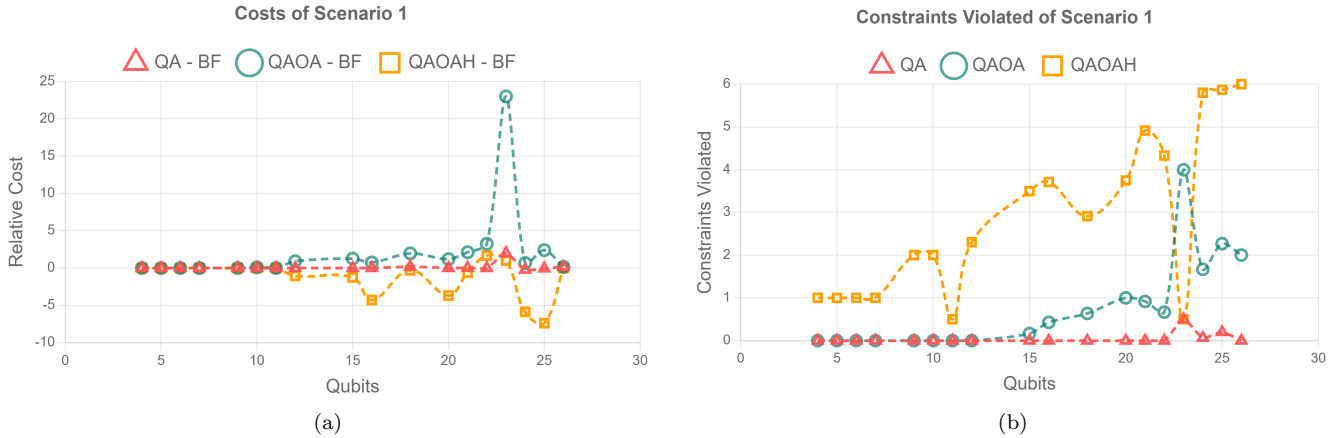 Costs of Scenario 1
QA - BF QAOA - BF QAOAH - BF
25
20
15
10
5
0
-5
-10
Relative Cost
0 5 10 15 20 25 30
Qubits
(a)
Constraints Violated of Scenario 1
QA QAOA QAOAH
6
5
4
3
2
1
0
Constraints Violated
0 5 10 15 20 25 30
Qubits
(b)